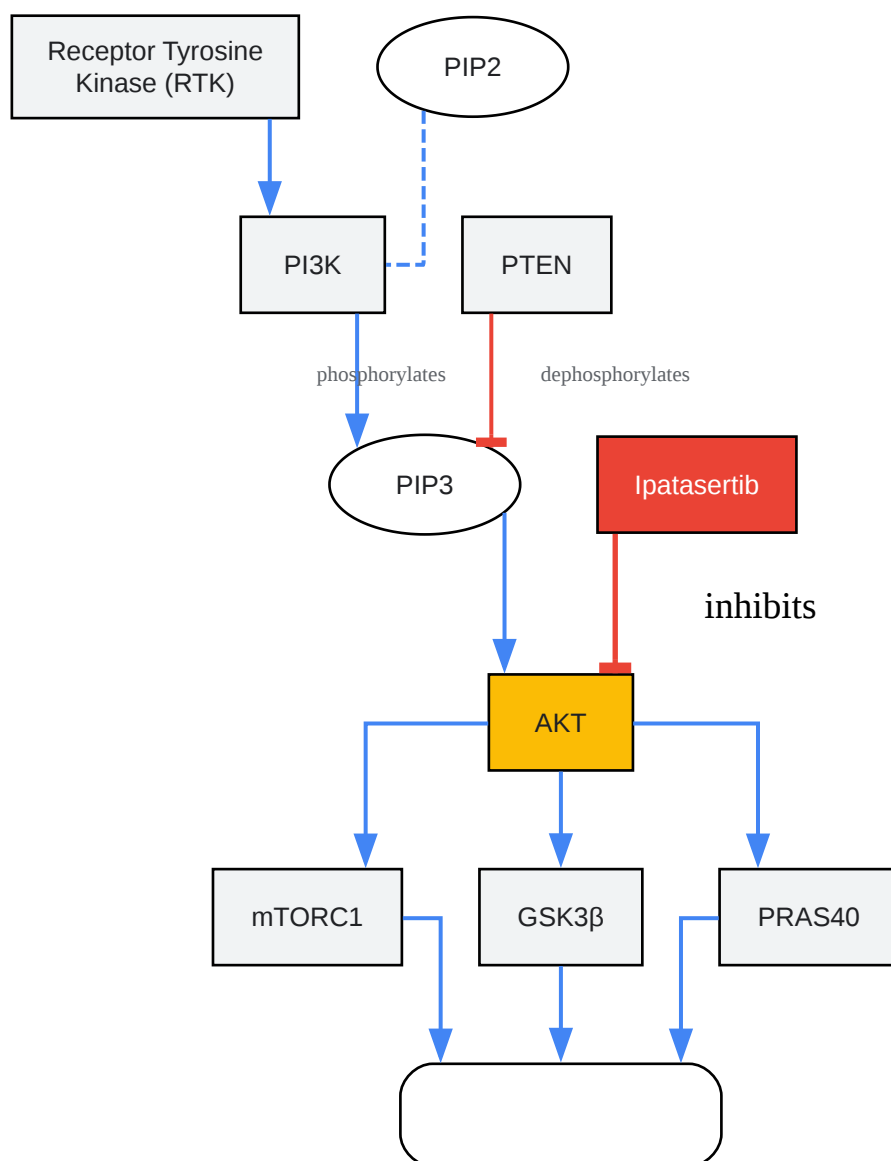 Receptor Tyrosine
Kinase (RTK)
PIP2
PI3K
PTEN
phosphorylates
dephosphorylates
PIP3
Ipatasertib
inhibits
AKT
mTORC1
GSK3β
PRAS40